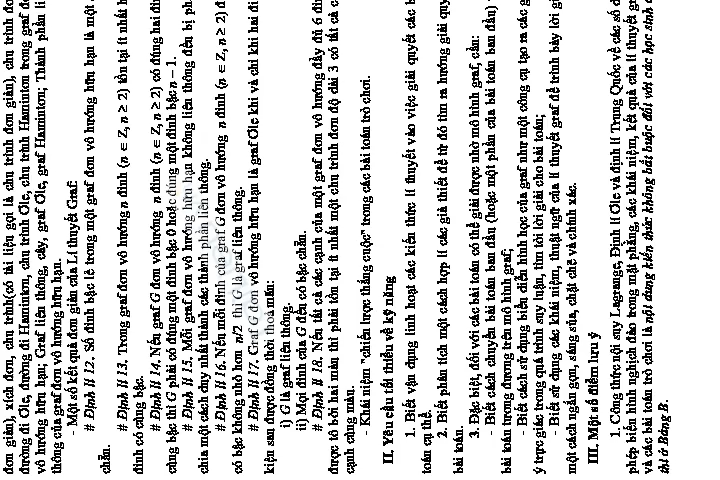 đơn giản), xích đơn, chu trình(có tài liệu gọi là chu trình đơn giản), chu trình đơn
đường đi Ole, đường đi Haminton, chu trình Ole, chu trình Haminton trong graf đơ
vô hướng hữu hạn; Graf liên thông, cây, graf Ole, graf Haminton; Thành phần li
thông của graf đơn vô hướng hữu hạn.
- Một số kết quả đơn giản của Lí thuyết Graf:
# Định lí 12. Số đỉnh bậc lẻ trong một graf đơn vô hướng hữu hạn là một
chẵn.
# Định lí 13. Trong graf đơn vô hướng n đỉnh (n ∈ Z, n ≥ 2) tồn tại ít nhất h
đỉnh có cùng bậc.
# Định lí 14. Nếu graf G đơn vô hướng n đỉnh (n ∈ Z, n ≥ 2) có đúng hai đỉn
cùng bậc thì G phải có đúng một đỉnh bậc 0 hoặc đúng một đỉnh bậc n – 1.
# Định lí 15. Mỗi graf đơn vô hướng hữu hạn không liên thông đều bị ph
chia một cách duy nhất thành các thành phần liên thông.
# Định lí 16. Nếu mỗi đỉnh của graf G đơn vô hướng n đỉnh (n ∈ Z, n ≥ 2) đ
có bậc không nhỏ hơn n/2 thì G là graf liên thông.
# Định lí 17. Graf G đơn vô hướng hữu hạn là graf Ole khi và chỉ khi hai đi
kiện sau được đồng thời thoả mãn:
i) G là graf liên thông.
ii) Mọi đỉnh của G đều có bậc chẵn.
# Định lí 18. Nếu tất cả các cạnh của một graf đơn vô hướng đầy đủ 6 đỉn
được tô bởi hai màu thì phải tồn tại ít nhất một chu trình đơn độ dài 3 có tất cả c
cạnh cùng màu.
- Khái niệm "chiến lược thắng cuộc" trong các bài toán trò chơi.
II. Yêu cầu tối thiểu về kỹ năng
1. Biết vận dụng linh hoạt các kiến thức lí thuyết vào việc giải quyết các b
toán cụ thể.
2. Biết phân tích một cách hợp lí các giả thiết để từ đó tìm ra hướng giải quy
bài toán.
3. Đặc biệt, đối với các bài toán có thể giải được nhờ mô hình graf, cần:
- Biết cách chuyển bài toán ban đầu (hoặc một phần của bài toán ban đầu)
bài toán tương đương trên mô hình graf;
- Biết cách sử dụng biểu diễn hình học của graf như một công cụ tạo ra các g
ý trực giác trong quá trình suy luận, tìm tòi lời giải cho bài toán;
- Biết sử dụng các khái niệm, thuật ngữ của lí thuyết graf để trình bày lời gi
một cách ngắn gọn, sáng sủa, chặt chẽ và chính xác.
III. Một số điểm lưu ý
1. Công thức nội suy Lagrange, Định lí Ole và định lí Trung Quốc về các số d
phép biến hình nghịch đảo trong mặt phẳng, các khái niệm, kết quả của lí thuyết gr
và các bài toán trò chơi là nội dung kiến thức không bắt buộc đối với các học sinh d
thi ở Bảng B.